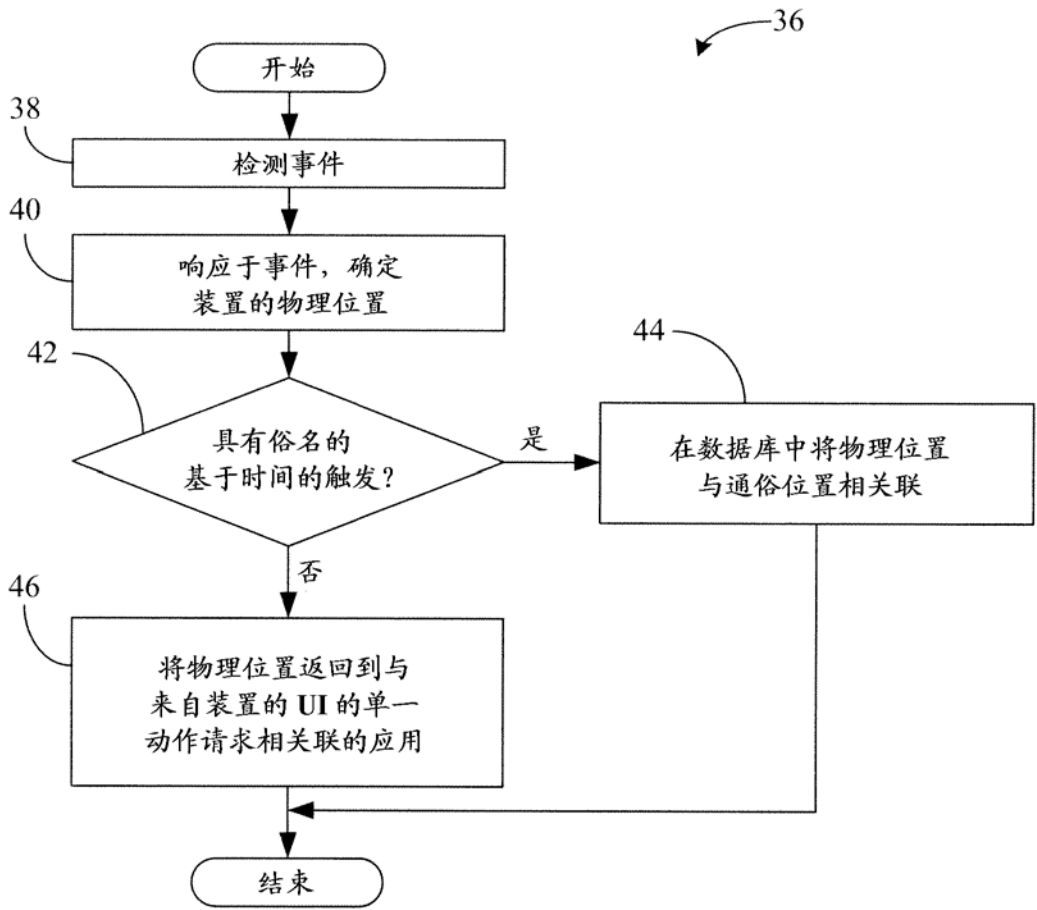 36
开始
38
检测事件
40
响应于事件，确定
装置的物理位置
42
具有俗名的
基于时间的触发？
是
44
在数据库中将物理位置
与通俗位置相关联
否
46
将物理位置返回到与
来自装置的 UI 的单一
动作请求相关联的应用
结束